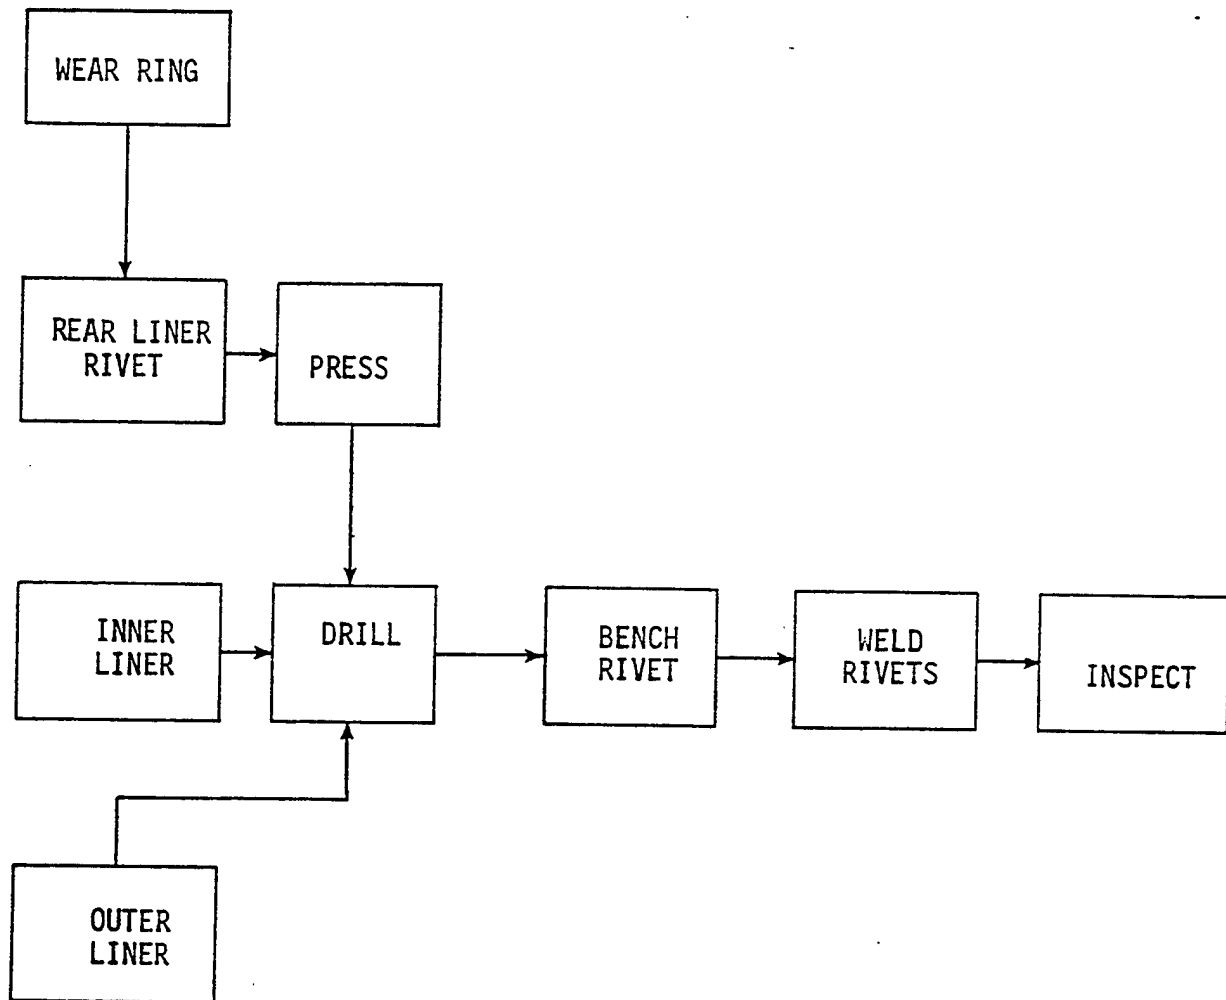 WEAR RING
REAR LINER
RIVET
PRESS
INNER
LINER
DRILL
BENCH
RIVET
WELD
RIVETS
INSPECT
OUTER
LINER